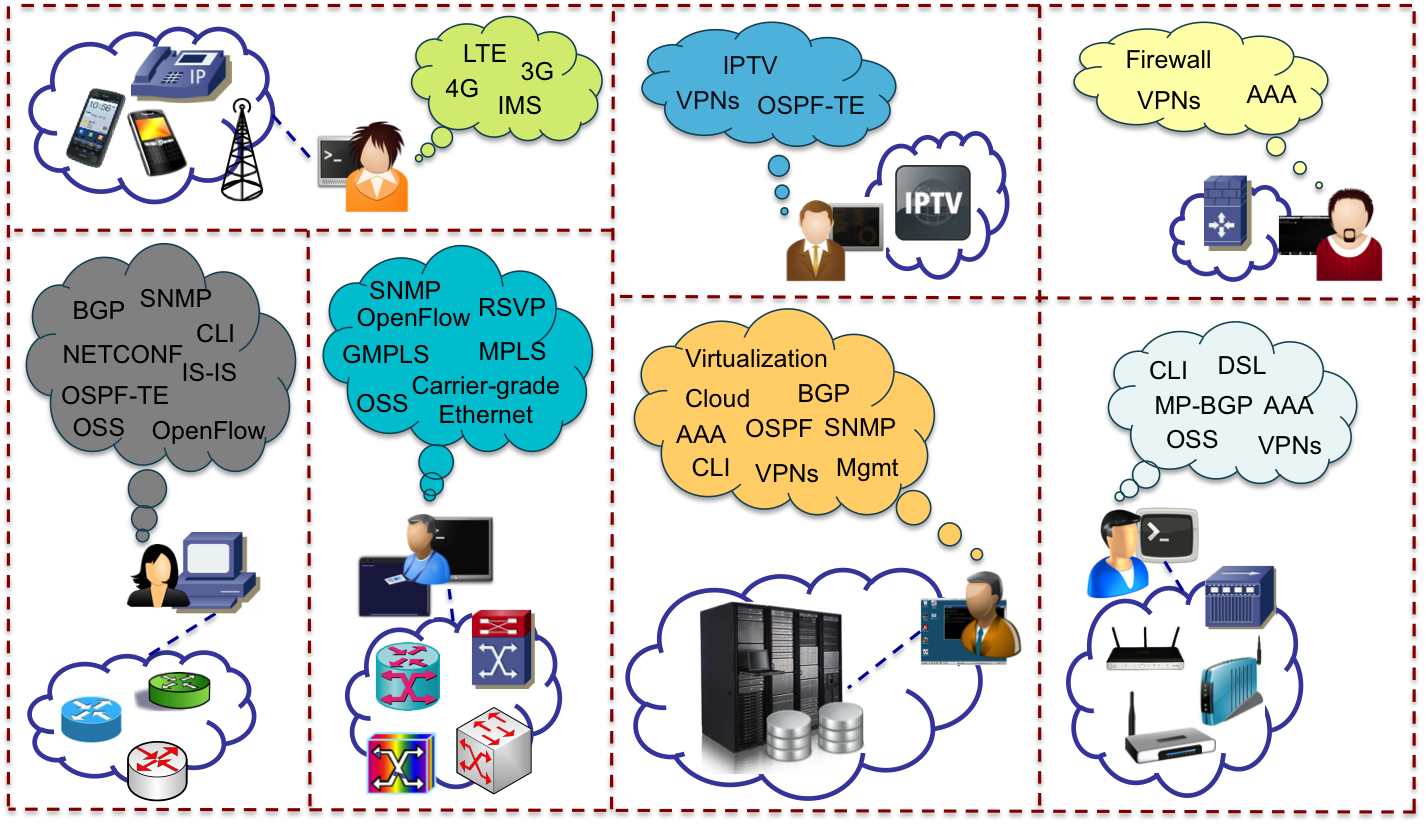 IP
10:56
>_
LTE
3G
4G
IMS
IPTV
VPNs OSPF-TE
IPTV
Firewall
VPNs AAA
BGP SNMP
CLI
NETCONF
IS-IS
OSPF-TE
OSS OpenFlow
SNMP
OpenFlow RSVP
GMPLS MPLS
OSS Carrier-grade
Ethernet
Virtualization
Cloud BGP
AAA OSPF SNMP
CLI VPNs Mgmt
CLI DSL
MP-BGP AAA
OSS VPNs
>_